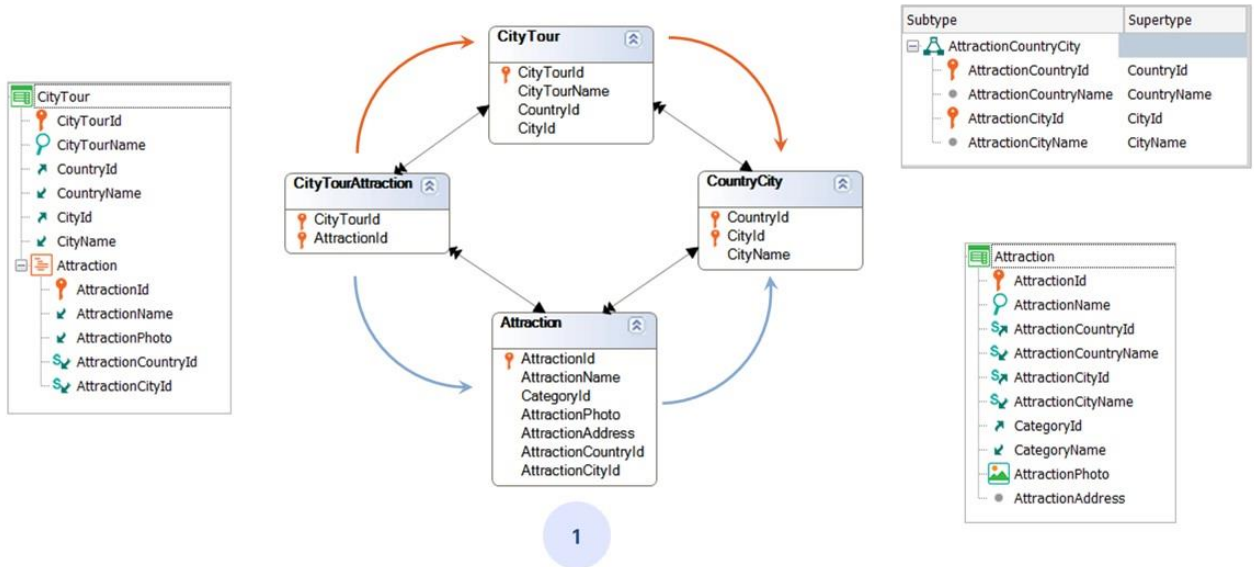 CityTour
CityTourId
CityTourName
CountryId
CountryName
CityId
CityName
Attraction
AttractionId
AttractionName
AttractionPhoto
AttractionCountryId
AttractionCityId
CityTour
CityTourId
CityTourName
CountryId
CityId
CityTourAttraction
CityTourId
AttractionId
CountryCity
CountryId
CityId
CityName
Attraction
AttractionId
AttractionName
CategoryId
AttractionPhoto
AttractionAddress
AttractionCountryId
AttractionCityId
1
Subtype Supertype
AttractionCountryCity
AttractionCountryId CountryId
AttractionCountryName CountryName
AttractionCityId CityId
AttractionCityName CityName
Attraction
AttractionId
AttractionName
AttractionCountryId
AttractionCountryName
AttractionCityId
AttractionCityName
CategoryId
CategoryName
AttractionPhoto
AttractionAddress